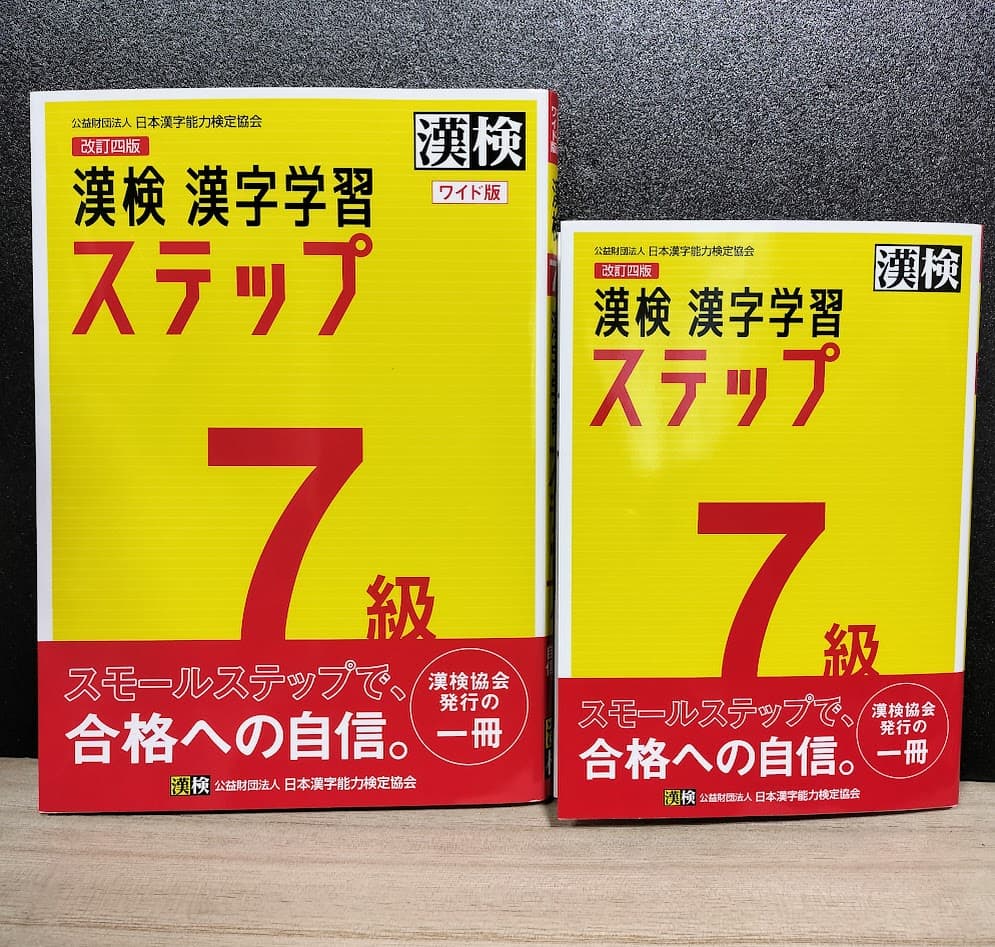 公益財団法人 日本漢字能力検定協会
改訂四版
漢検
ワイド版
漢検 漢字学習
ステップ
7級
スモールステップで、
合格への自信。
漢検協会
発行の
一冊
漢検 公益財団法人 日本漢字能力検定協会
公益財団法人 日本漢字能力検定協会
改訂四版
漢検
漢検 漢字学習
ステップ
7級
スモールステップで、
合格への自信。
漢検協会
発行の
一冊
漢検 公益財団法人 日本漢字能力検定協会